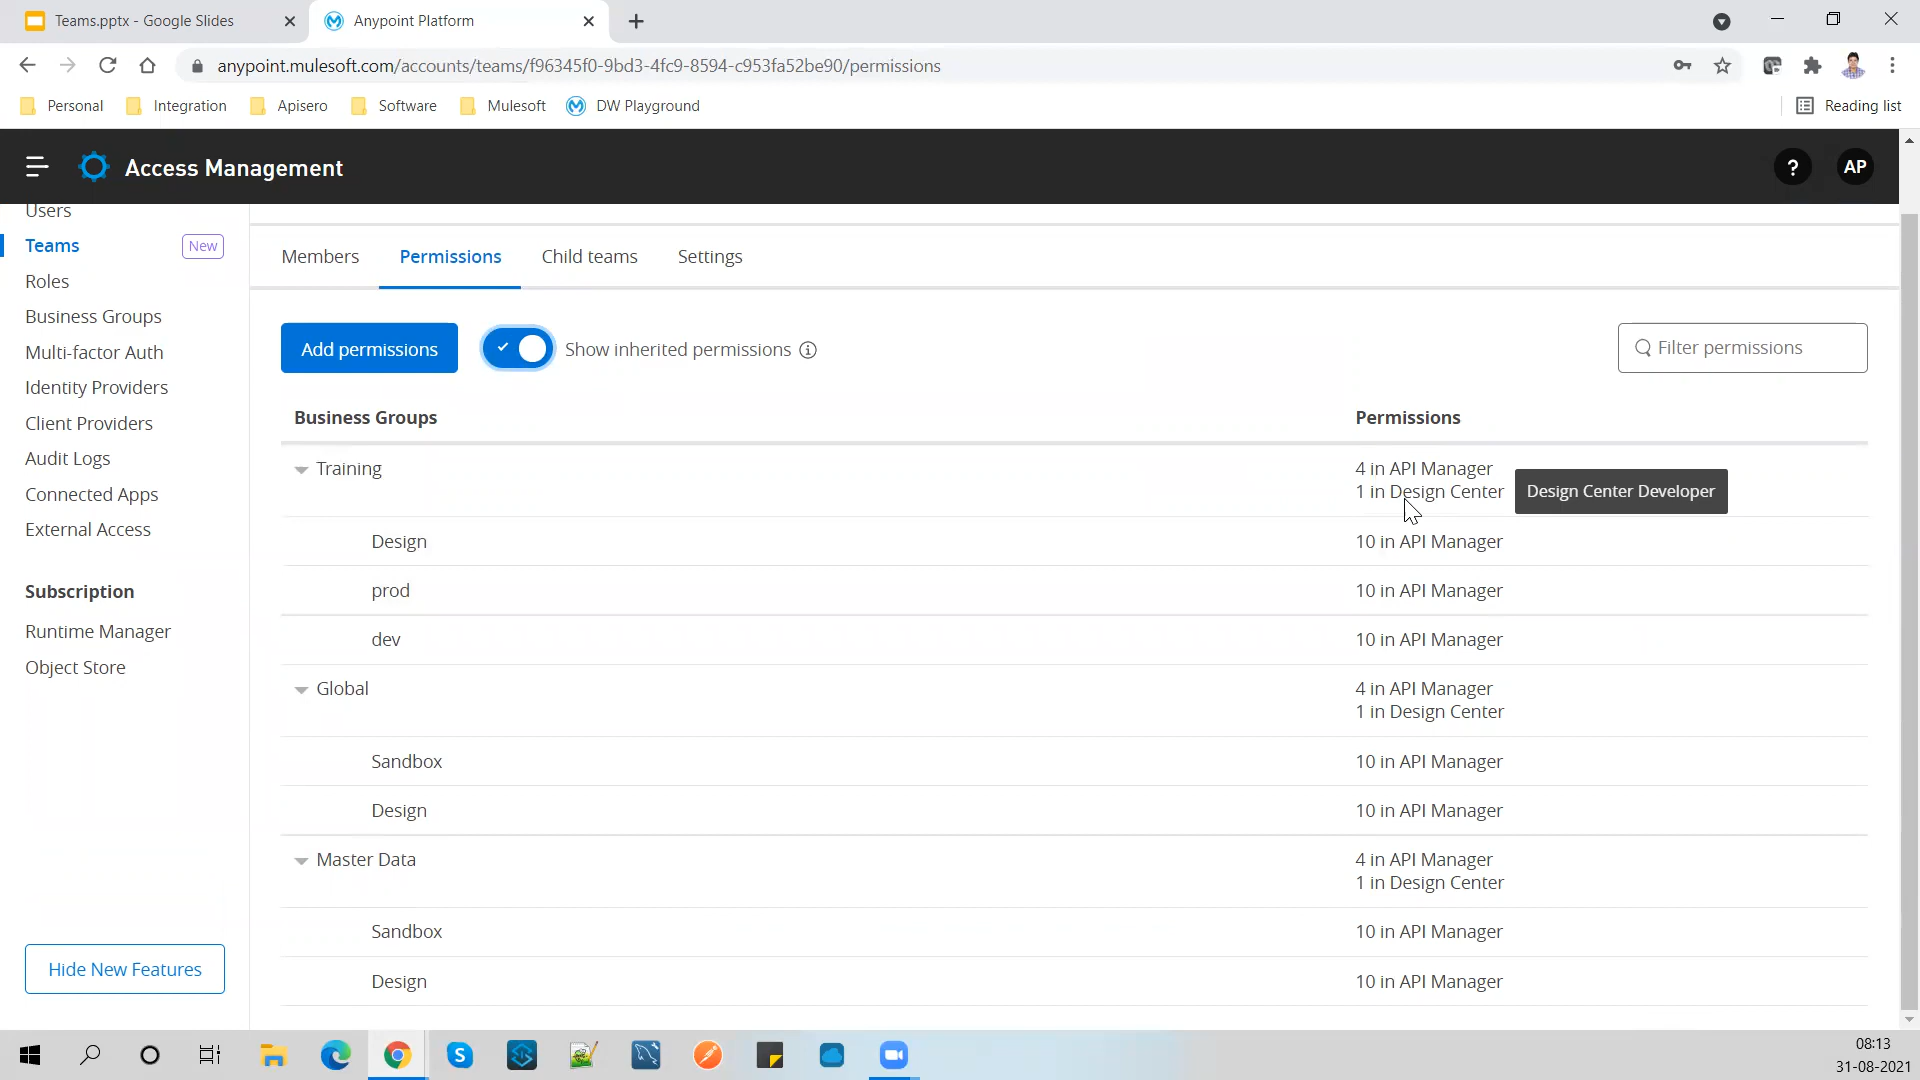 Teams.pptx - Google Slides
Anypoint Platform
anypoint.mulesoft.com/accounts/teams/f96345f0-9bd3-4fc9-8594-c953fa52be90/permissions
Personal
Integration
Apisero
Software
Mulesoft
DW Playground
Reading list
Access Management
?
AP
Users
Teams
New
Roles
Business Groups
Multi-factor Auth
Identity Providers
Client Providers
Audit Logs
Connected Apps
External Access
Subscription
Runtime Manager
Object Store
Hide New Features
Members
Permissions
Child teams
Settings
Add permissions
Show inherited permissions
Filter permissions
Business Groups
Permissions
Training
4 in API Manager
1 in Design Center
Design Center Developer
Design
10 in API Manager
prod
10 in API Manager
dev
10 in API Manager
Global
4 in API Manager
1 in Design Center
Sandbox
10 in API Manager
Design
10 in API Manager
Master Data
4 in API Manager
1 in Design Center
Sandbox
10 in API Manager
Design
10 in API Manager
08:13
31-08-2021